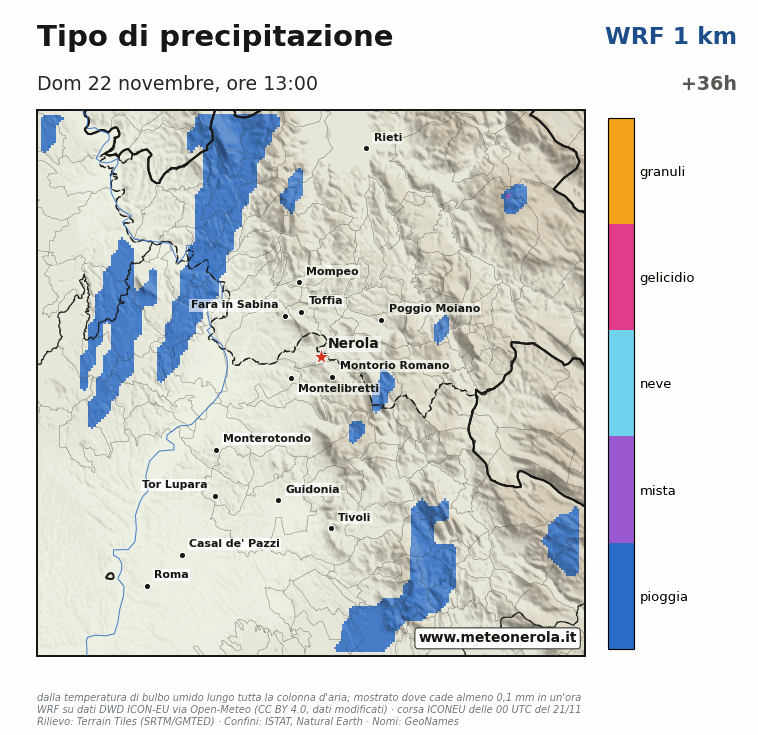 Tipo di precipitazione
WRF 1 km
Dom 22 novembre, ore 13:00
+36h
Rieti
Mompeo
Toffia
Fara in Sabina
Poggio Moiano
Nerola
Montorio Romano
Montelibretti
Monterotondo
Tor Lupara
Guidonia
Tivoli
Casal de' Pazzi
Roma
www.meteonerola.it
granuli
gelicidio
neve
mista
pioggia
dalla temperatura di bulbo umido lungo tutta la colonna d'aria; mostrato dove cade almeno 0,1 mm in un'ora
WRF su dati DWD ICON-EU via Open-Meteo (CC BY 4.0, dati modificati) · corsa ICONEU delle 00 UTC del 21/11
Rilievo: Terrain Tiles (SRTM/GMTED) · Confini: ISTAT, Natural Earth · Nomi: GeoNames